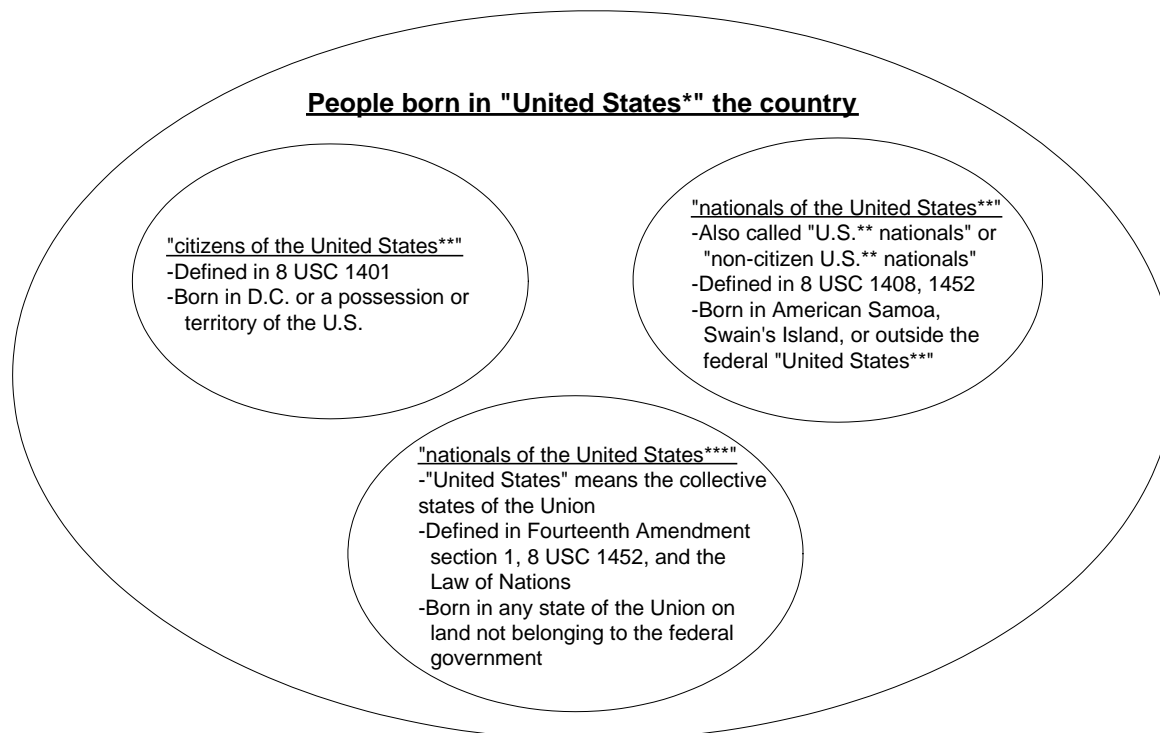 People born in "United States*" the country
"citizens of the United States**"
-Defined in 8 USC 1401
-Born in D.C. or a possession or
territory of the U.S.
"nationals of the United States**"
-Also called "U.S.** nationals" or
"non-citizen U.S.** nationals"
-Defined in 8 USC 1408, 1452
-Born in American Samoa,
Swain's Island, or outside the
federal "United States**"
"nationals of the United States***"
-"United States" means the collective
states of the Union
-Defined in Fourteenth Amendment
section 1, 8 USC 1452, and the
Law of Nations
-Born in any state of the Union on
land not belonging to the federal
government